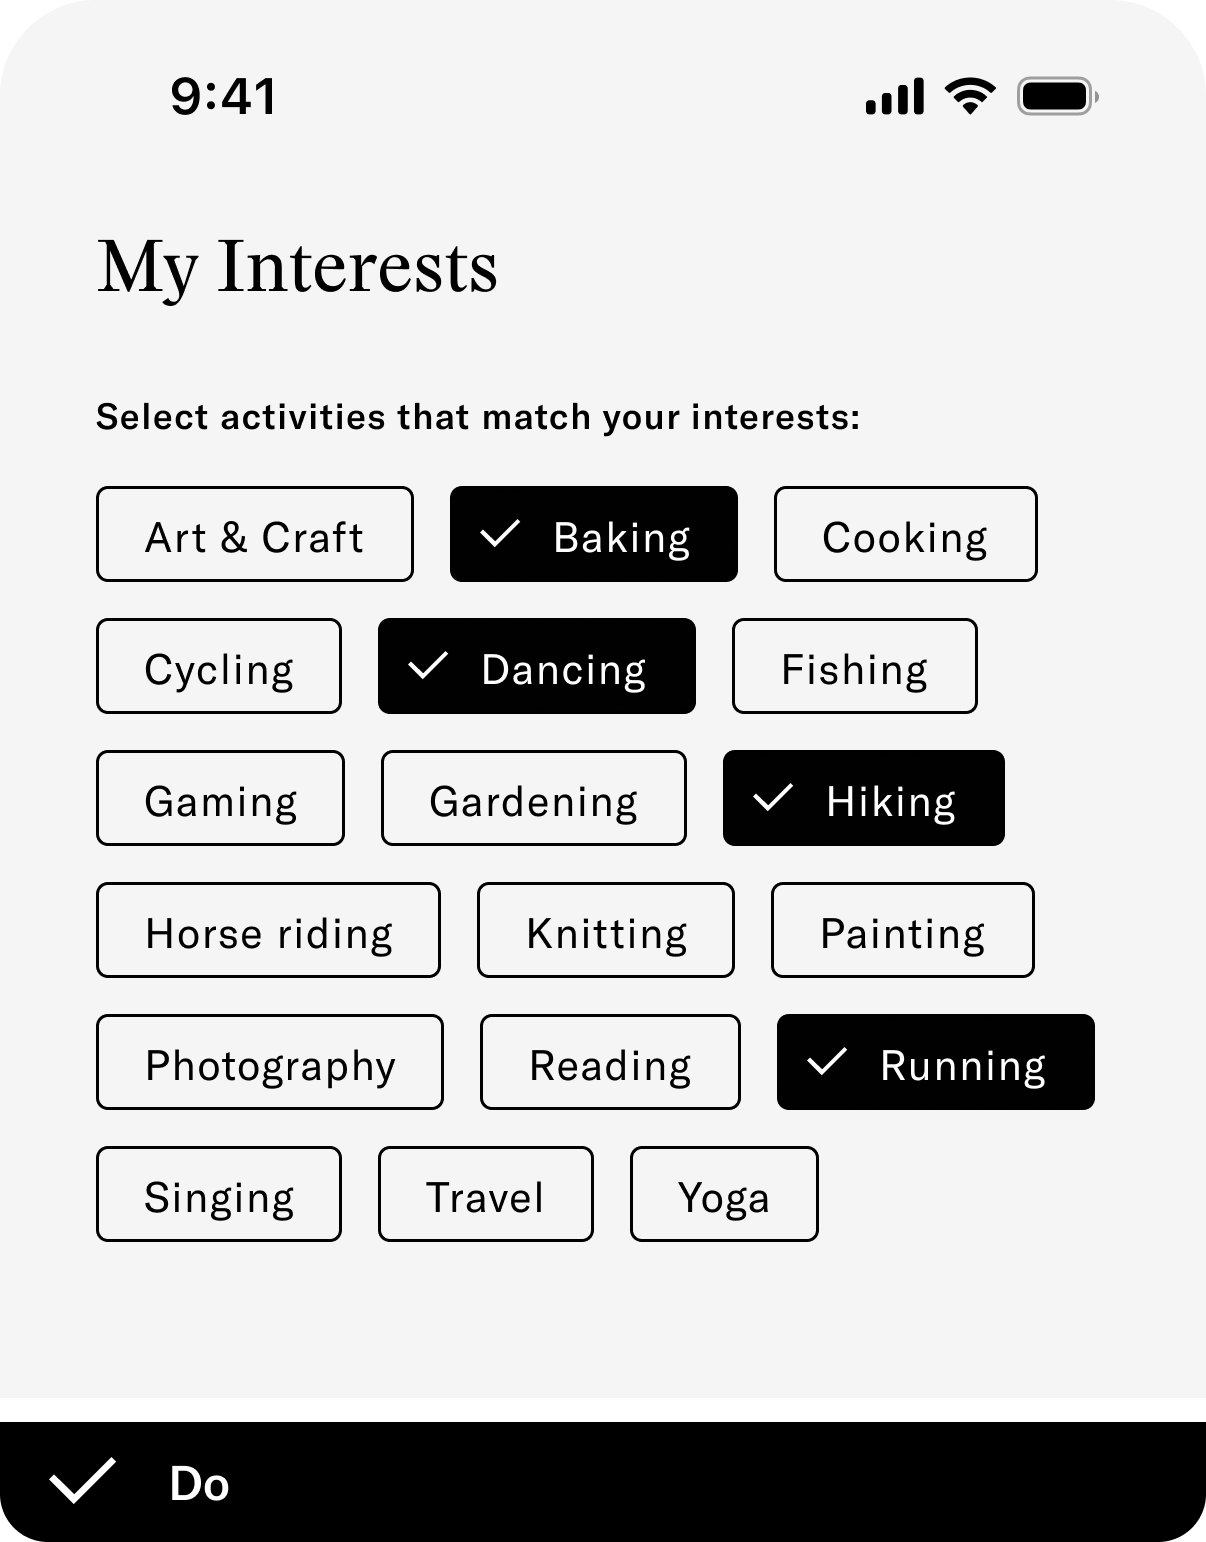 9:41
My Interests
Select activities that match your interests:
Art & Craft Baking Cooking
Cycling Dancing Fishing
Gaming Gardening Hiking
Horse riding Knitting Painting
Photography Reading Running
Singing Travel Yoga
Do